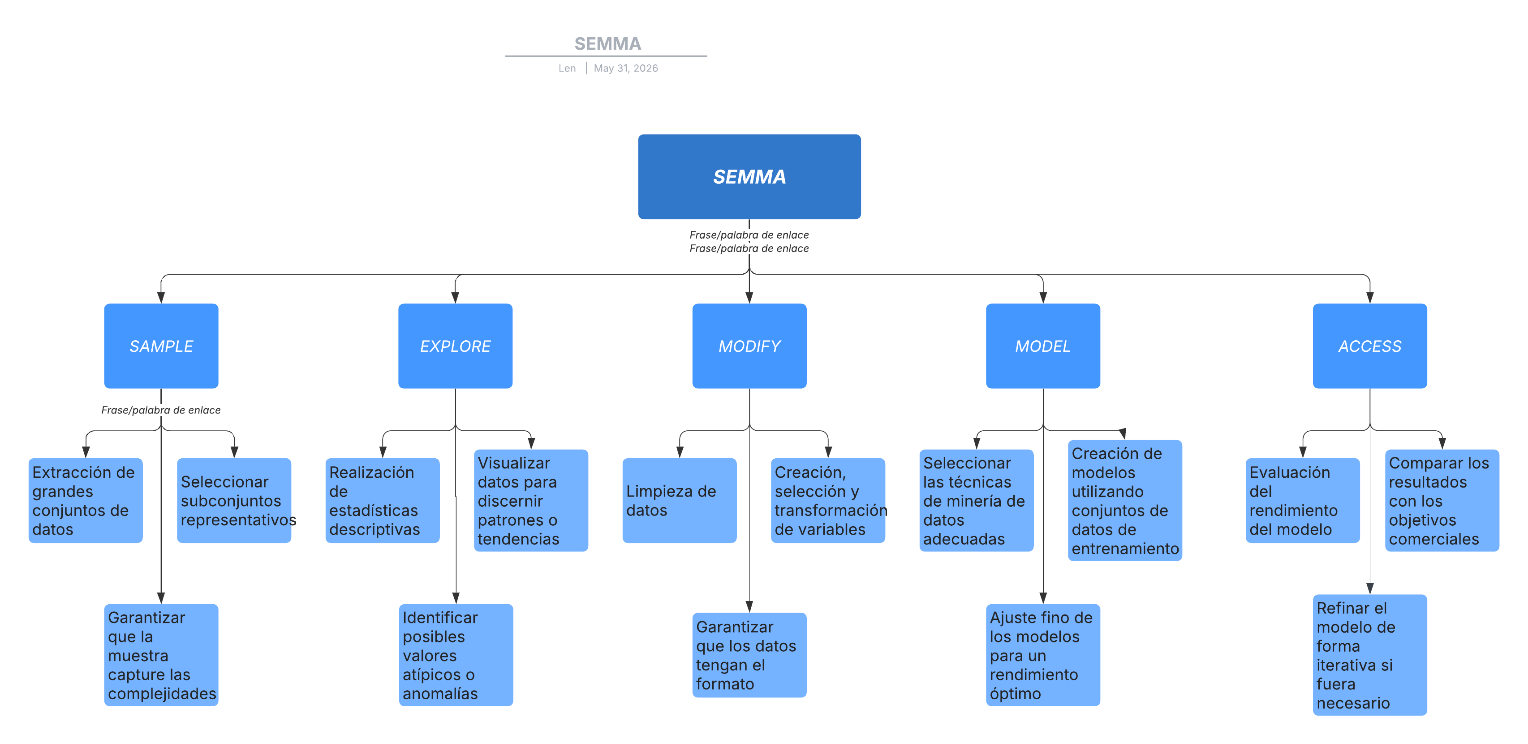 SEMMA
Len | May 31, 2026
SEMMA
Frase/palabra de enlace
Frase/palabra de enlace
SAMPLE
EXPLORE
MODIFY
MODEL
ACCESS
Frase/palabra de enlace
Extracción de
grandes
conjuntos de
datos
Seleccionar
subconjuntos
representativos
Realización
de
estadísticas
descriptivas
Visualizar
datos para
discernir
patrones o
tendencias
Limpieza de
datos
Creación,
selección y
transformación
de variables
Seleccionar
las técnicas
de minería de
datos
adecuadas
Creación de
modelos
utilizando
conjuntos de
datos de
entrenamiento
Evaluación
del
rendimiento
del modelo
Comparar los
resultados
con los
objetivos
comerciales
Garantizar
que la
muestra
capture las
complejidades
Identificar
posibles
valores
atípicos o
anomalías
Garantizar
que los datos
tengan el
formato
Ajuste fino de
los modelos
para un
rendimiento
óptimo
Refinar el
modelo de
forma
iterativa si
fuera
necesario